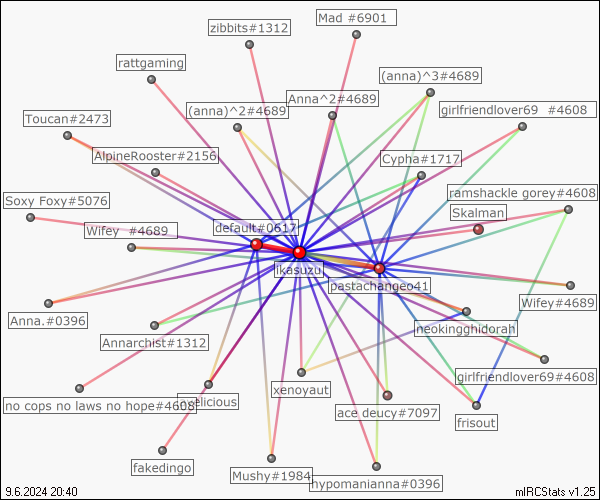 Mad #6901
zibbits#1312
rattgaming
(anna)^3#4689
Anna^2#4689
(anna)^2#4689
girlfriendlover69 #4608
Toucan#2473
AlpineRooster#2156
Cypha#1717
ramshackle gorey#4608
Soxy Foxy#5076
Skalman
Wifey #4689
default#0617
ikasuzu
pastachangeo41
Wifey#4689
Anna.#0396
neokingghidorah
Annarchist#1312
girlfriendlover69#4608
xenoyaut
no cops no laws no hope#4608
ace deucy#7097
frisout
fakedingo
Mushy#1984
hypomanianna#0396
9.6.2024 20:40
mIRCStats v1.25